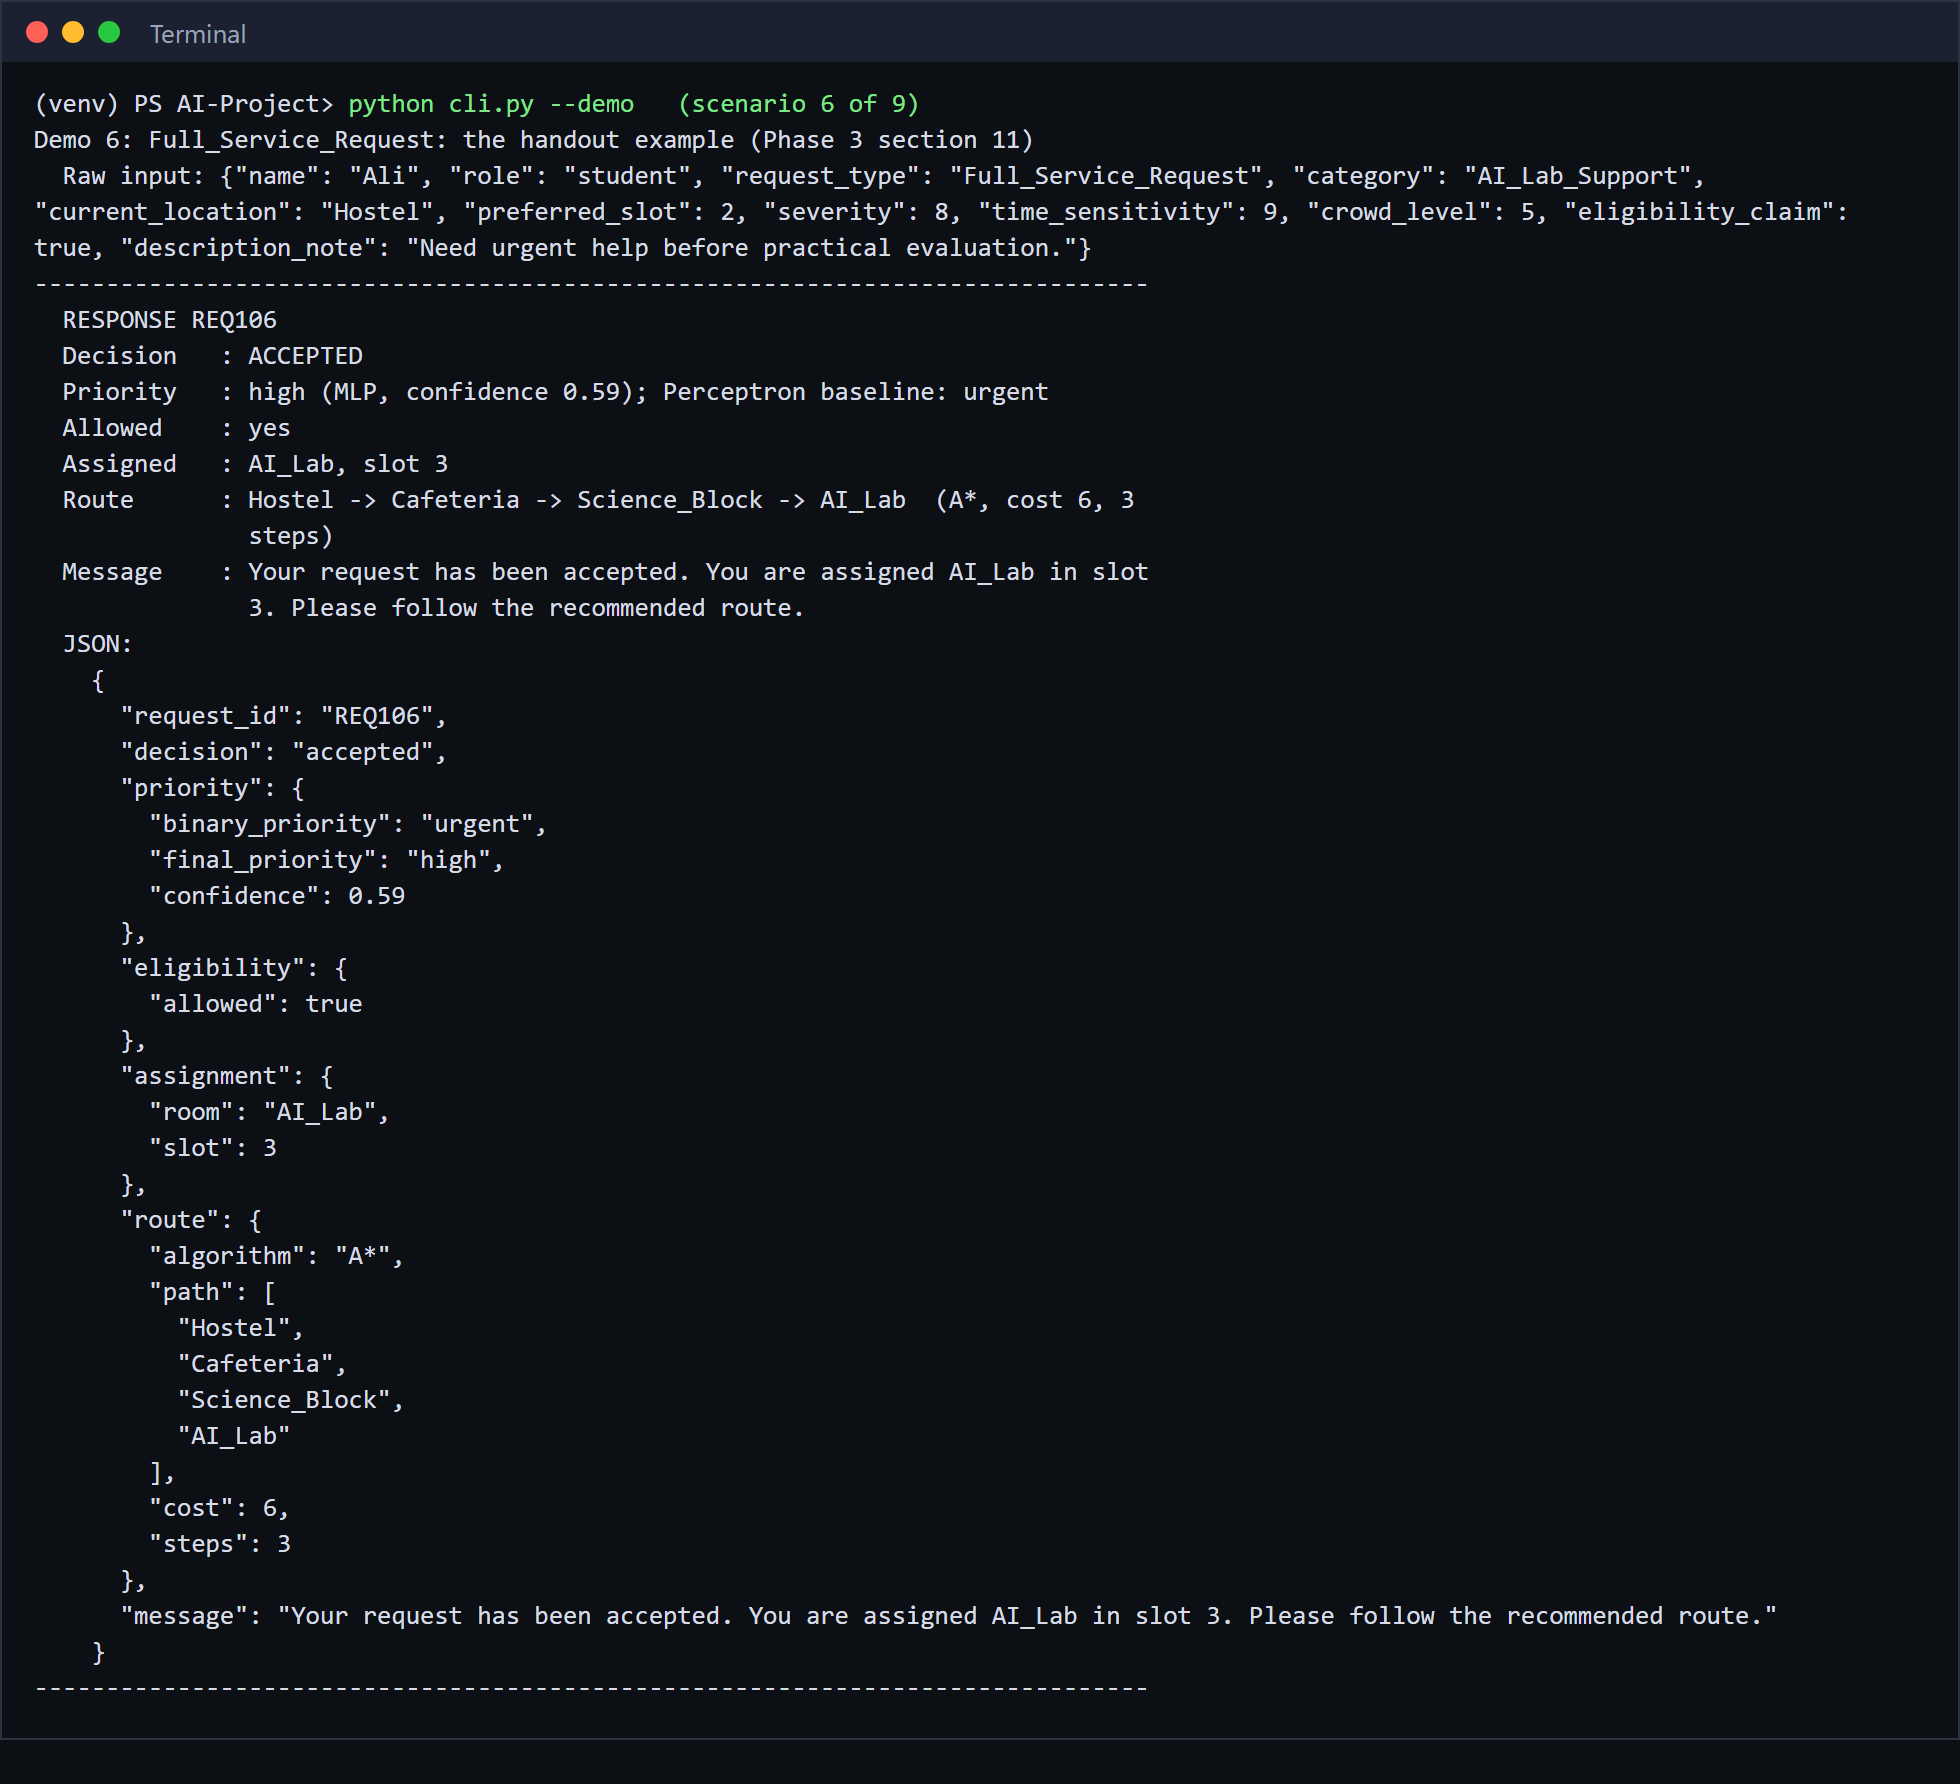 Terminal
(venv) PS AI-Project> python cli.py --demo   (scenario 6 of 9)
Demo 6: Full_Service_Request: the handout example (Phase 3 section 11)
  Raw input: {"name": "Ali", "role": "student", "request_type": "Full_Service_Request", "category": "AI_Lab_Support",
"current_location": "Hostel", "preferred_slot": 2, "severity": 8, "time_sensitivity": 9, "crowd_level": 5, "eligibility_claim":
true, "description_note": "Need urgent help before practical evaluation."}
------------------------------------------------------------------------------
  RESPONSE REQ106
  Decision   : ACCEPTED
  Priority   : high (MLP, confidence 0.59); Perceptron baseline: urgent
  Allowed    : yes
  Assigned   : AI_Lab, slot 3
  Route      : Hostel -> Cafeteria -> Science_Block -> AI_Lab  (A*, cost 6, 3
               steps)
  Message    : Your request has been accepted. You are assigned AI_Lab in slot
               3. Please follow the recommended route.
  JSON:
    {
      "request_id": "REQ106",
      "decision": "accepted",
      "priority": {
        "binary_priority": "urgent",
        "final_priority": "high",
        "confidence": 0.59
      },
      "eligibility": {
        "allowed": true
      },
      "assignment": {
        "room": "AI_Lab",
        "slot": 3
      },
      "route": {
        "algorithm": "A*",
        "path": [
          "Hostel",
          "Cafeteria",
          "Science_Block",
          "AI_Lab"
        ],
        "cost": 6,
        "steps": 3
      },
      "message": "Your request has been accepted. You are assigned AI_Lab in slot 3. Please follow the recommended route."
    }
------------------------------------------------------------------------------